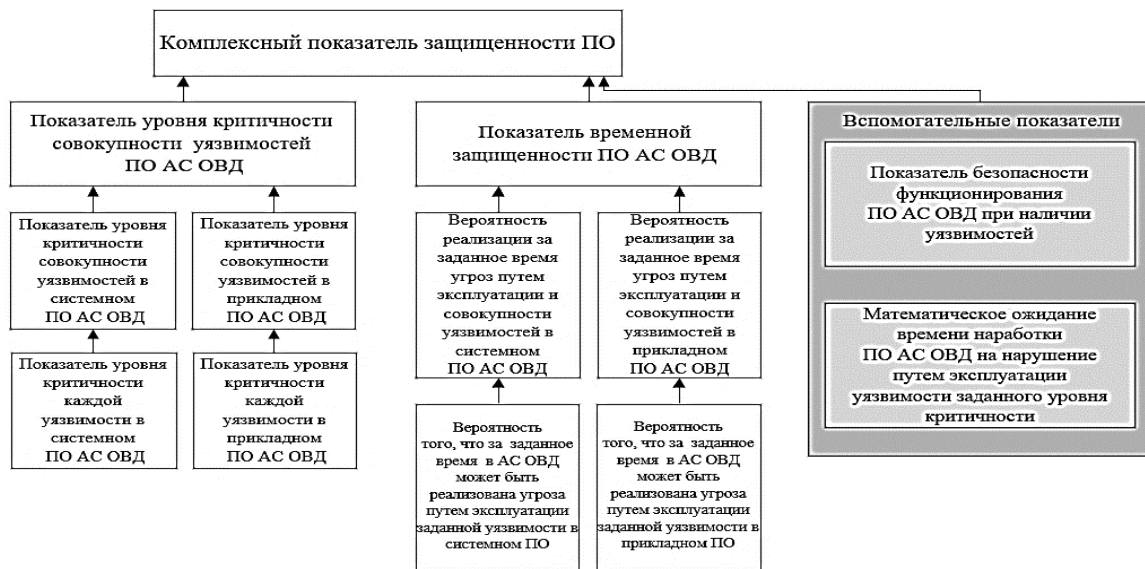 Комплексный показатель защищенности ПО
Показатель уровня критичности
совокупности уязвимостей
ПО АС ОВД
Показатель временной
защищенности ПО АС ОВД
Вспомогательные показатели
Показатель безопасности
функционирования
ПО АС ОВД при наличии
уязвимостей
Математическое ожидание
времени наработки
ПО АС ОВД на нарушение
путем эксплуатации
уязвимости заданного уровня
критичности
Показатель уровня
критичности
совокупности
уязвимостей в
системном
ПО АС ОВД
Показатель уровня
критичности
совокупности
уязвимостей в
прикладном
ПО АС ОВД
Вероятность
реализации за
заданное время
угроз путем
эксплуатации и
совокупности
уязвимостей в
системном
ПО АС ОВД
Вероятность
реализации за
заданное время
угроз путем
эксплуатации и
совокупности
уязвимостей в
прикладном
ПО АС ОВД
Показатель уровня
критичности
каждой
уязвимости в
системном
ПО АС ОВД
Показатель уровня
критичности
каждой
уязвимости в
прикладном
ПО АС ОВД
Вероятность
того, что за заданное
время в АС ОВД
может быть
реализована угроза
путем эксплуатации
заданной уязвимости в
системном ПО
Вероятность
того, что за заданное
время в АС ОВД
может быть
реализована угроза
путем эксплуатации
заданной уязвимости в
прикладном ПО